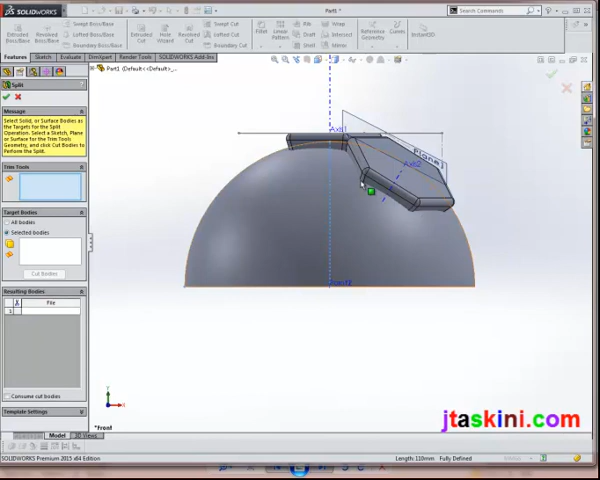 SOLIDWORKS
Part1 *
Search Commands
Extruded Boss/Base
Revolved Boss/Base
Swept Boss/Base
Lofted Boss/Base
Boundary Boss/Base
Extruded Cut
Hole Wizard
Revolved Cut
Swept Cut
Lofted Cut
Boundary Cut
Fillet
Linear Pattern
Rib
Draft
Shell
Wrap
Intersect
Mirror
Reference Geometry
Curves
Instant3D
Features
Sketch
Evaluate
DimXpert
Render Tools
SOLIDWORKS Add-Ins
Part1 (Default<<Default>_...
Split
Message
Select Solid, or Surface Bodies as the Targets for the Split Operation. Select a Sketch, Plane, or Surface for the Trim Tools Geometry, and click Cut Bodies to Perform the Split.
Trim Tools
Target Bodies
All bodies
Selected bodies
Cut Bodies
Resulting Bodies
File
1
Consume cut bodies
Template Settings
Axis1
Axis2
Plane
Y
X
*Front
jtaskini.com
Model
3D Views
SOLIDWORKS Premium 2015 x64 Edition
Length: 110mm
Fully Defined